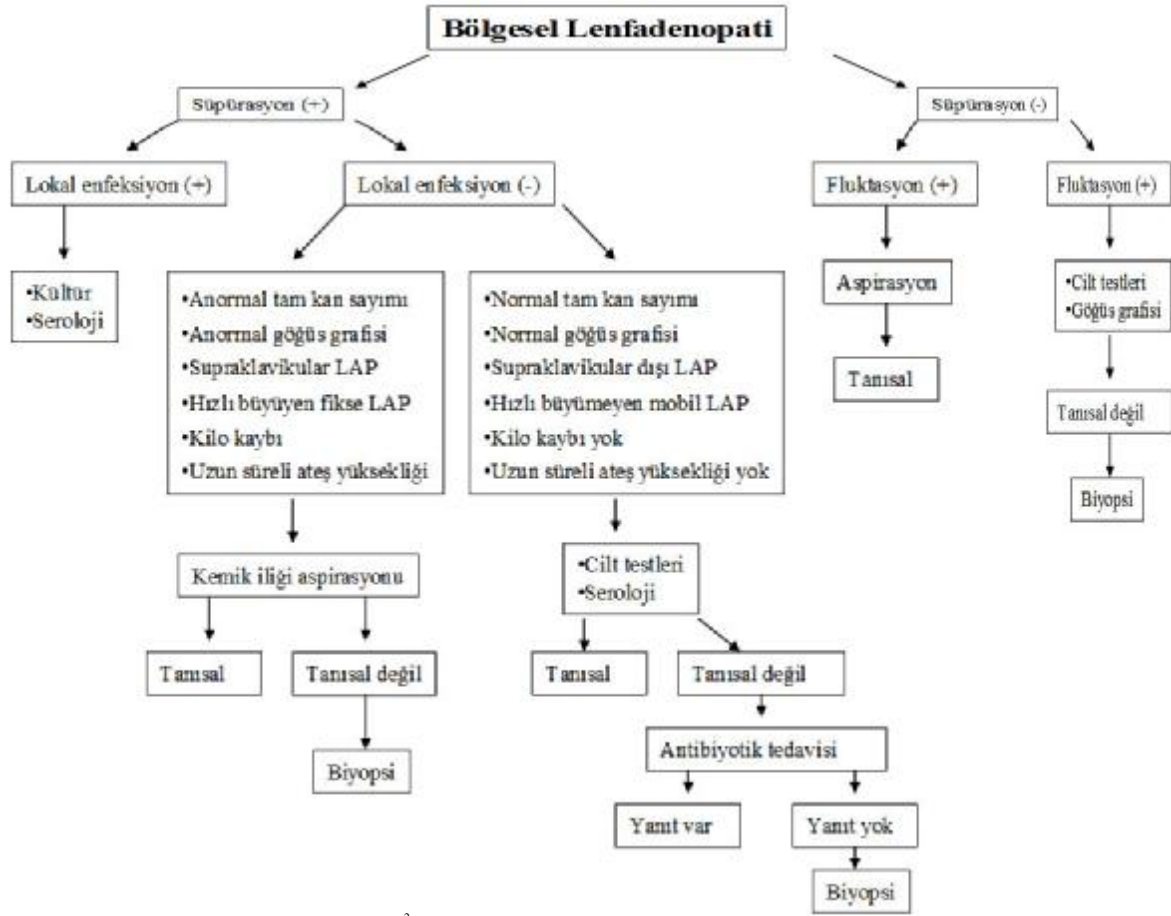 Bölgesel Lenfadenopati
Süpürasyon (+)
Süpürasyon (-)
Lokal enfeksiyon (+)
Lokal enfeksiyon (-)
Fluktasyon (+)
Fluktasyon (+)
•Kültür
•Seroloji
•Anormal tam kan sayımı
•Anormal göğüs grafisi
•Supraklavikular LAP
•Hızlı büyüyen fikse LAP
•Kilo kaybı
•Uzun süreli ateş yüksekliği
•Normal tam kan sayımı
•Normal göğüs grafisi
•Supraklavikular dışı LAP
•Hızlı büyümeyen mobil LAP
•Kilo kaybı yok
•Uzun süreli ateş yüksekliği yok
Aspirasyon
Tanısal
•Cilt testleri
•Göğüs grafisi
Tanısal değil
Biyopsi
Kemik iliği aspirasyonu
Tanısal
Tanısal değil
Biyopsi
•Cilt testleri
•Seroloji
Tanısal
Tanısal değil
Antibiyotik tedavisi
Yanıt var
Yanıt yok
Biyopsi